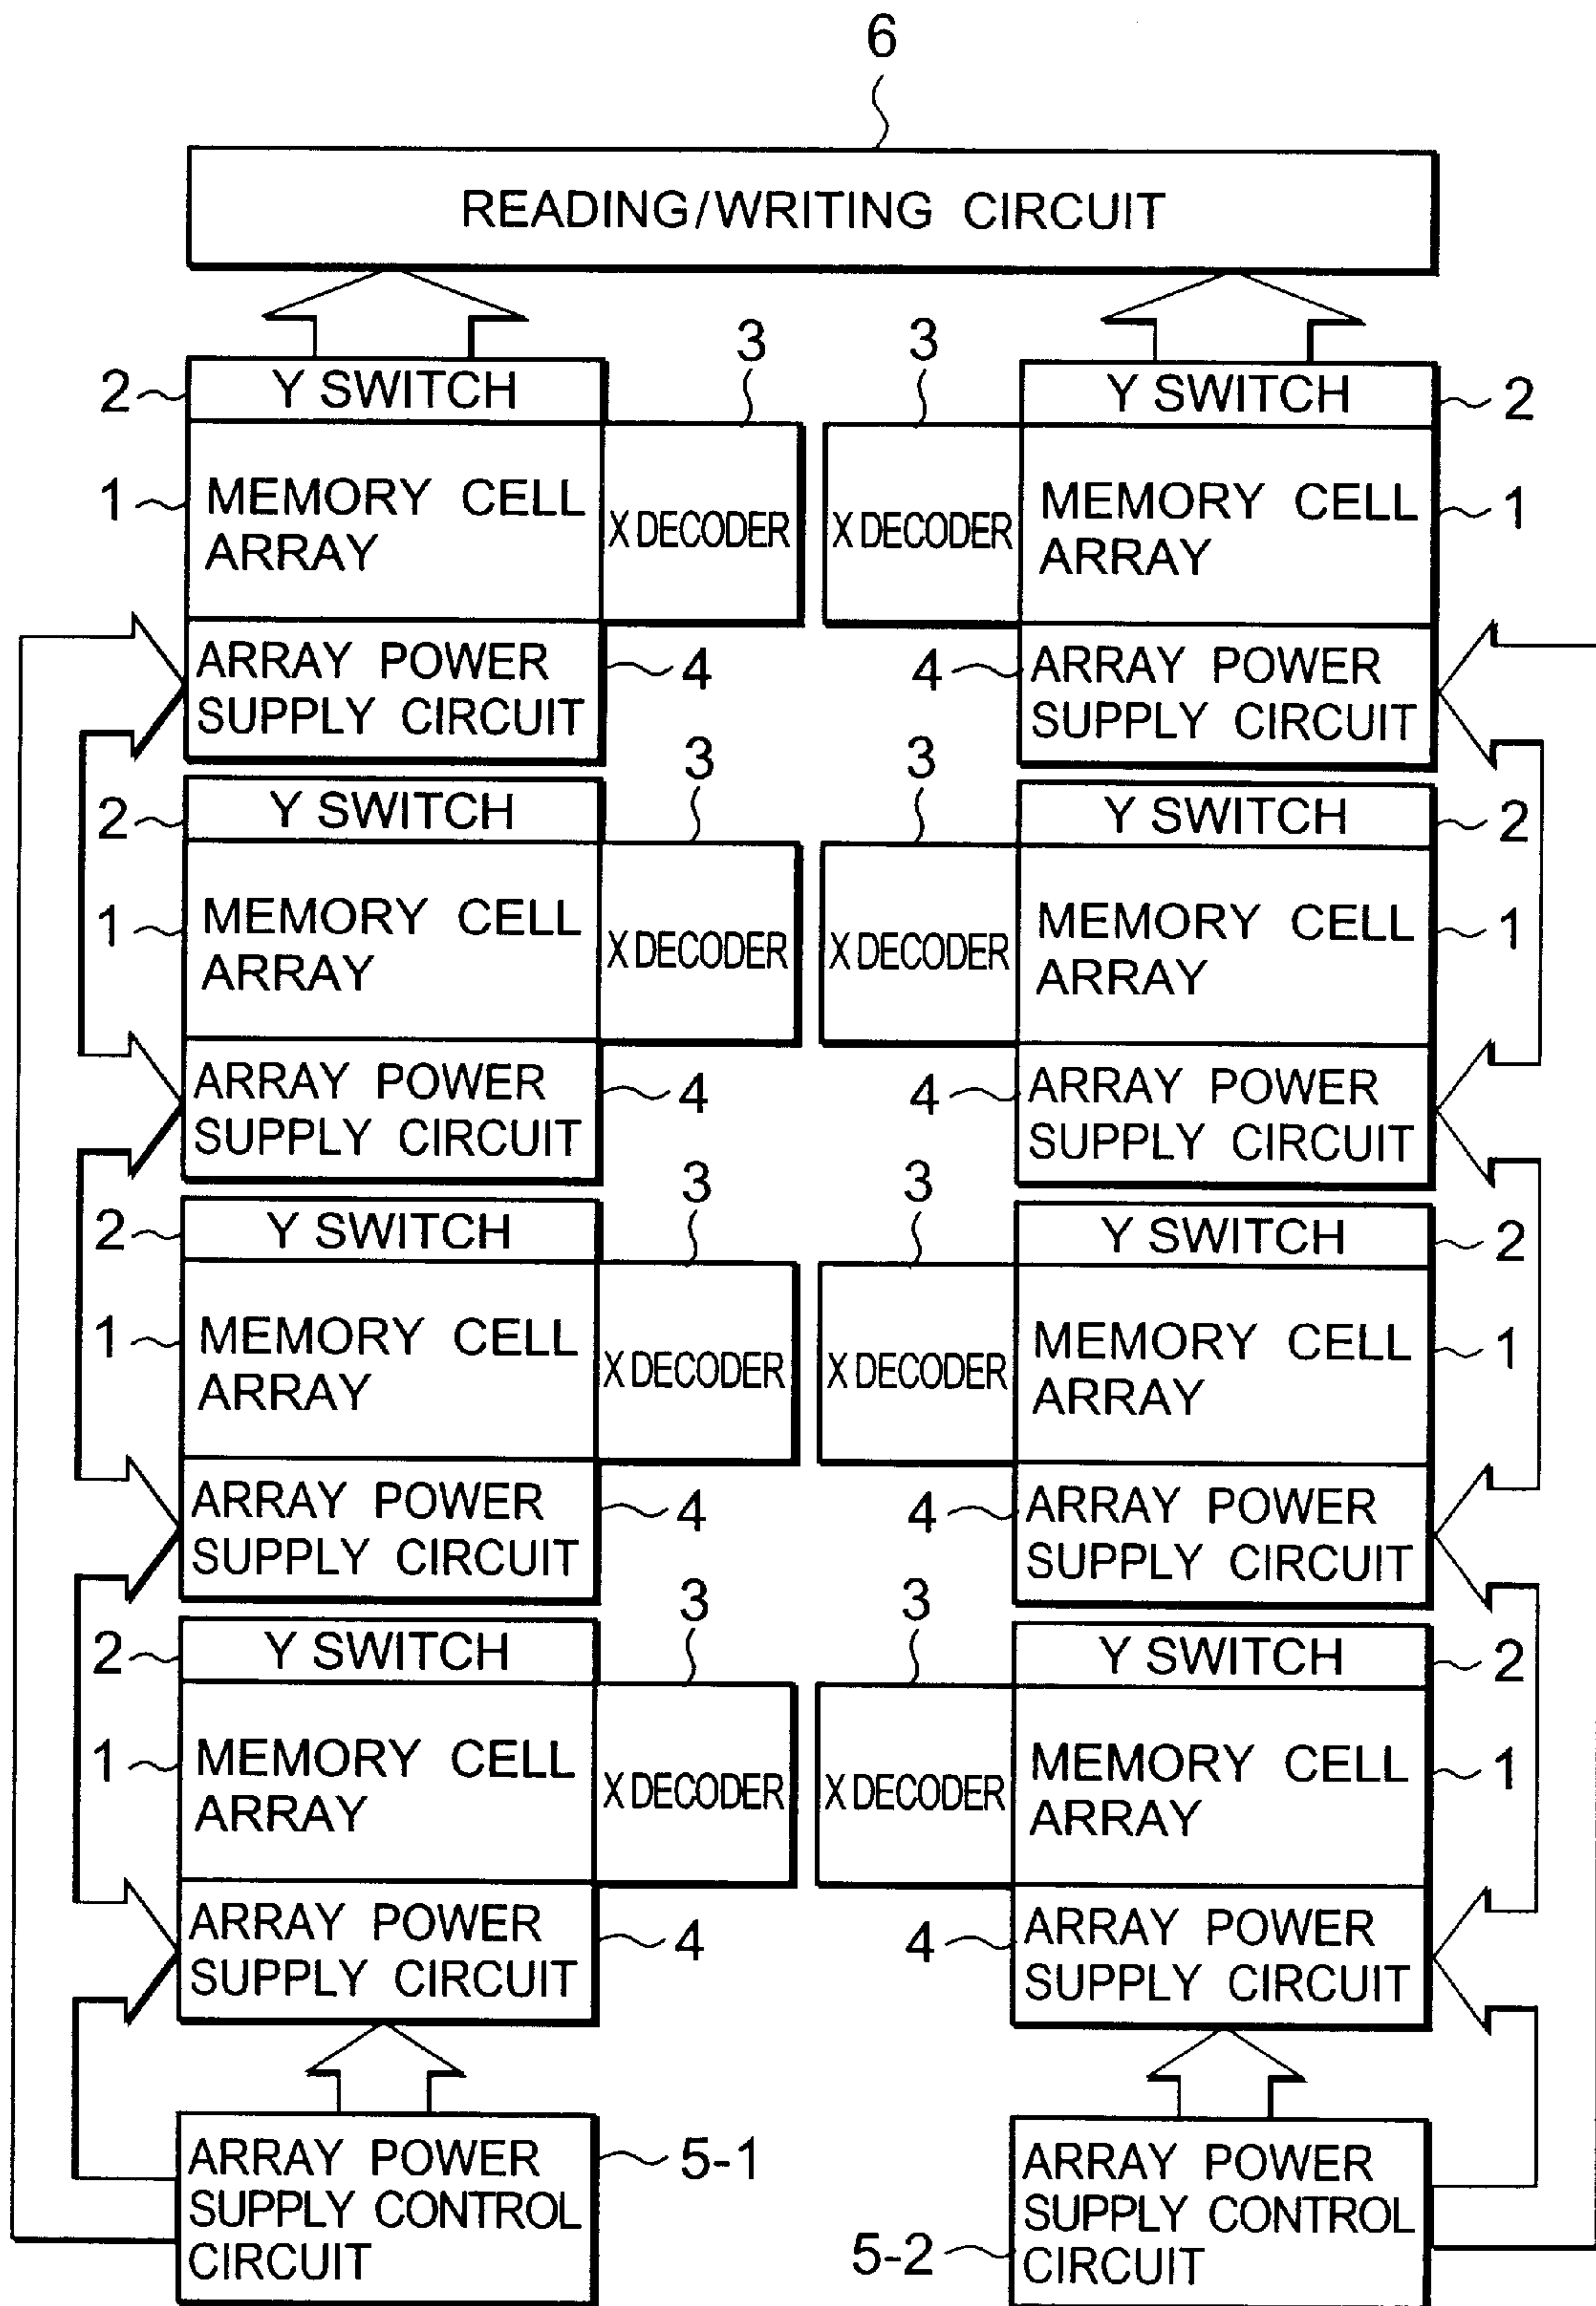 6
READING/WRITING CIRCUIT
3 3
2 Y SWITCH Y SWITCH 2
1 MEMORY CELL X DECODER X DECODER MEMORY CELL 1
ARRAY ARRAY
ARRAY POWER 4 4 ARRAY POWER
SUPPLY CIRCUIT SUPPLY CIRCUIT
3 3
2 Y SWITCH Y SWITCH 2
1 MEMORY CELL X DECODER X DECODER MEMORY CELL 1
ARRAY ARRAY
ARRAY POWER 4 4 ARRAY POWER
SUPPLY CIRCUIT SUPPLY CIRCUIT
3 3
2 Y SWITCH Y SWITCH 2
1 MEMORY CELL X DECODER X DECODER MEMORY CELL 1
ARRAY ARRAY
ARRAY POWER 4 4 ARRAY POWER
SUPPLY CIRCUIT SUPPLY CIRCUIT
3 3
2 Y SWITCH Y SWITCH 2
1 MEMORY CELL X DECODER X DECODER MEMORY CELL 1
ARRAY ARRAY
ARRAY POWER 4 4 ARRAY POWER
SUPPLY CIRCUIT SUPPLY CIRCUIT
ARRAY POWER 5-1 ARRAY POWER
SUPPLY CONTROL SUPPLY CONTROL
CIRCUIT 5-2 CIRCUIT